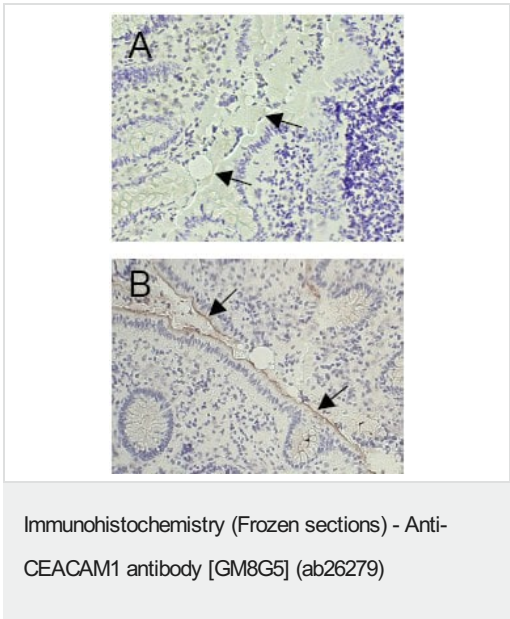 A
B
Immunohistochemistry (Frozen sections) - Anti-
CEACAM1 antibody [GM8G5] (ab26279)